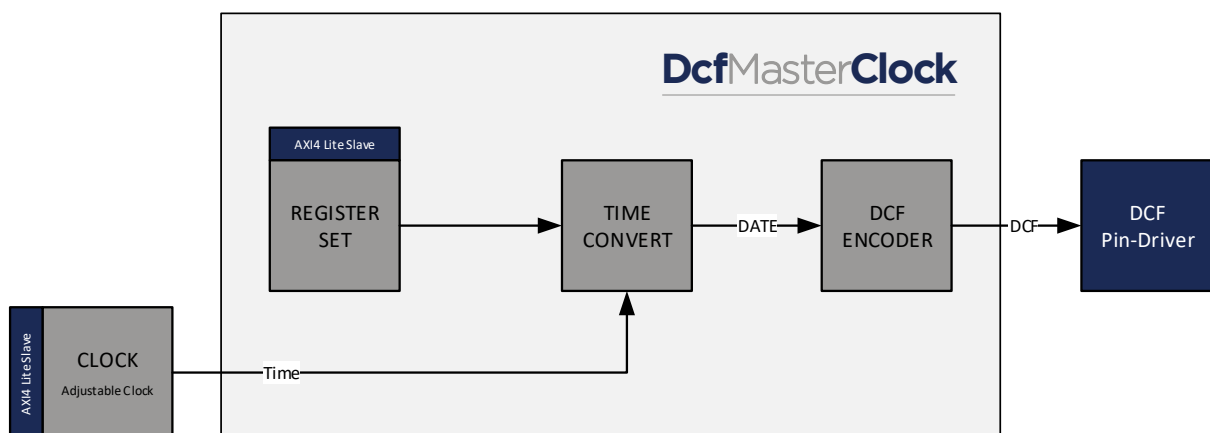 DcfMasterClock
AXI4 Lite Slave
REGISTER
SET
TIME
CONVERT
DATE
DCF
ENCODER
DCF
DCF
Pin-Driver
AXI4 Lite Slave
CLOCK
Adjustable Clock
Time